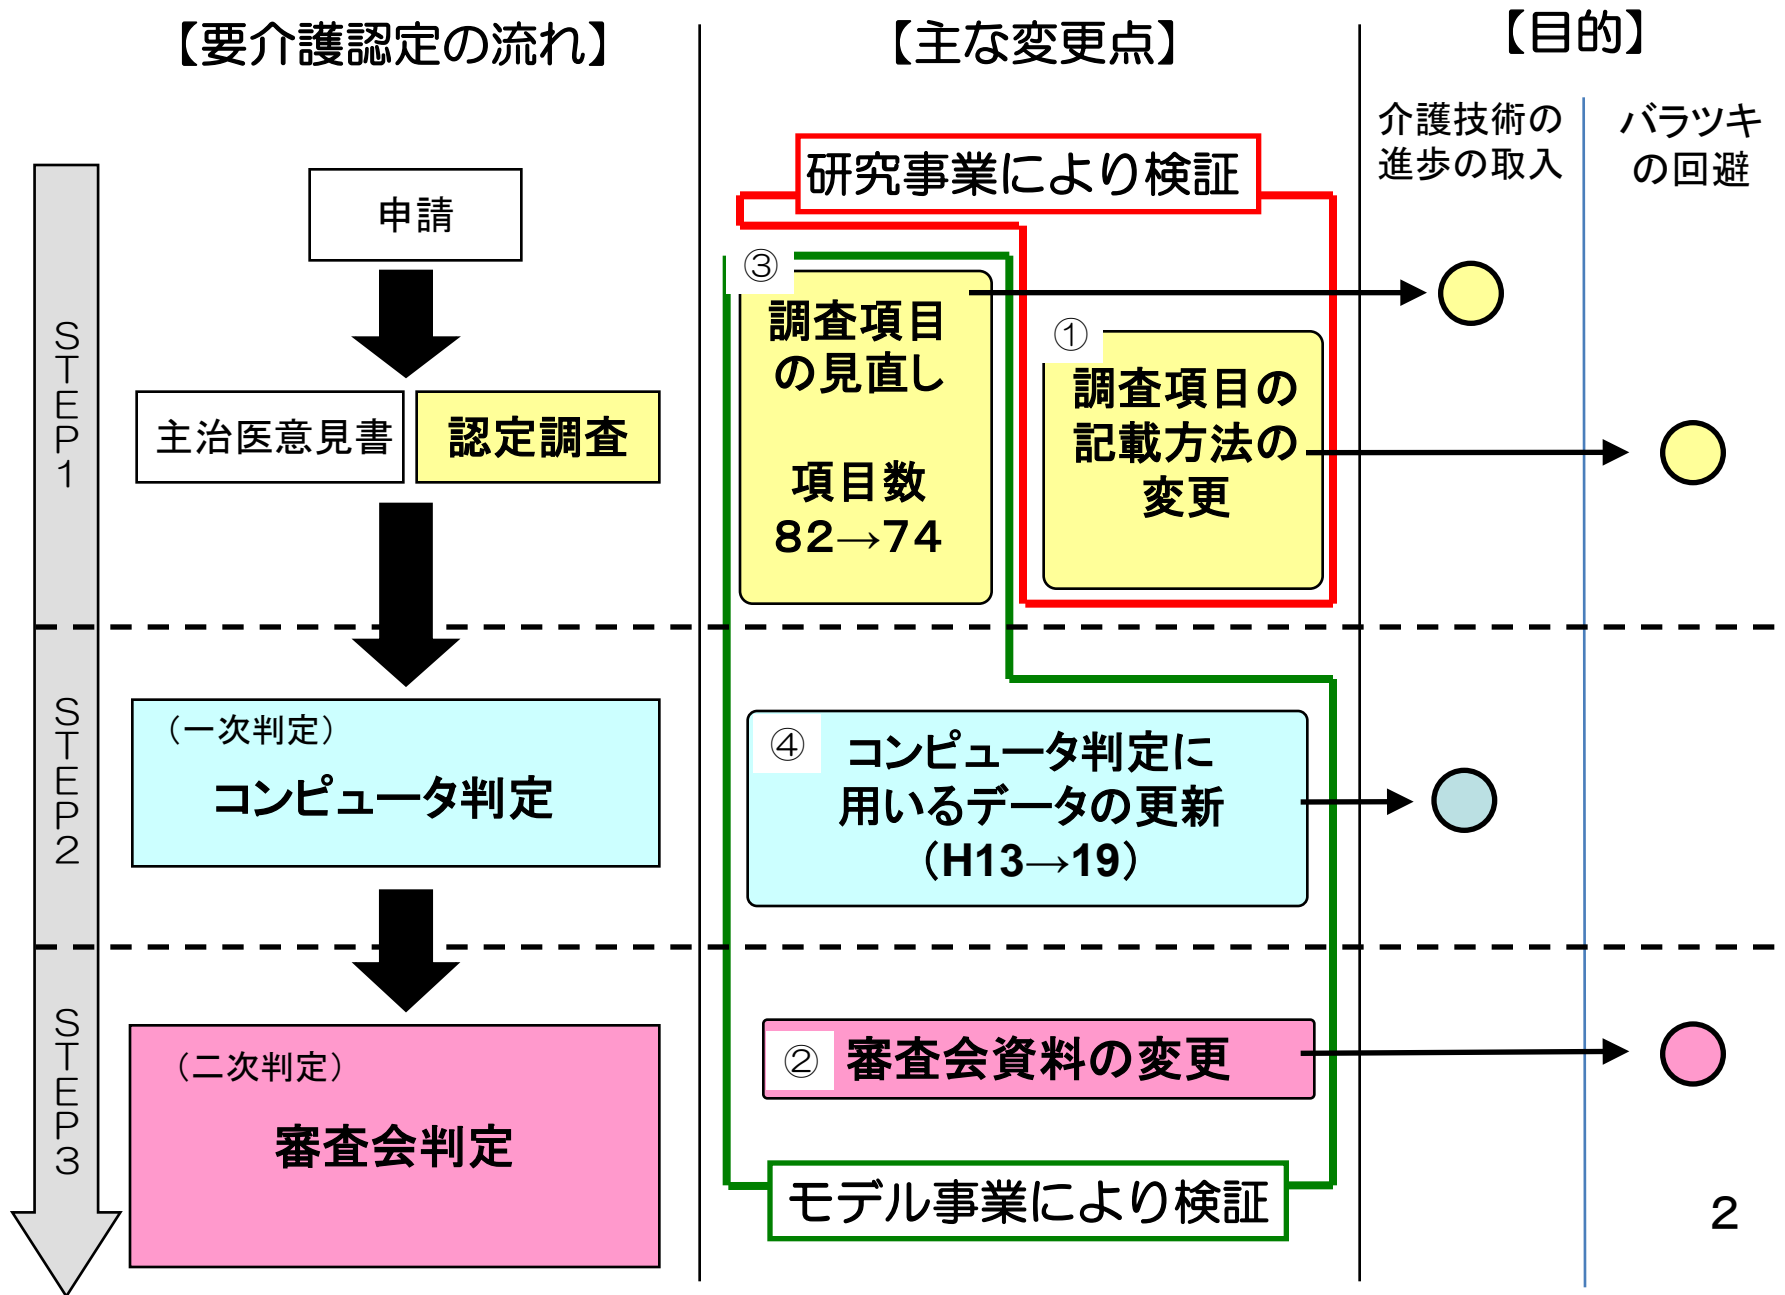 【要介護認定の流れ】
【主な変更点】
【目的】
介護技術の
進歩の取入
バラツキ
の回避
STEP1
申請
主治医意見書
認定調査
研究事業により検証
③
調査項目
の見直し
項目数
82→74
①
調査項目の
記載方法の
変更
STEP2
（一次判定）
コンピュータ判定
④
コンピュータ判定に
用いるデータの更新
（H13→19）
STEP3
（二次判定）
審査会判定
②
審査会資料の変更
モデル事業により検証
2